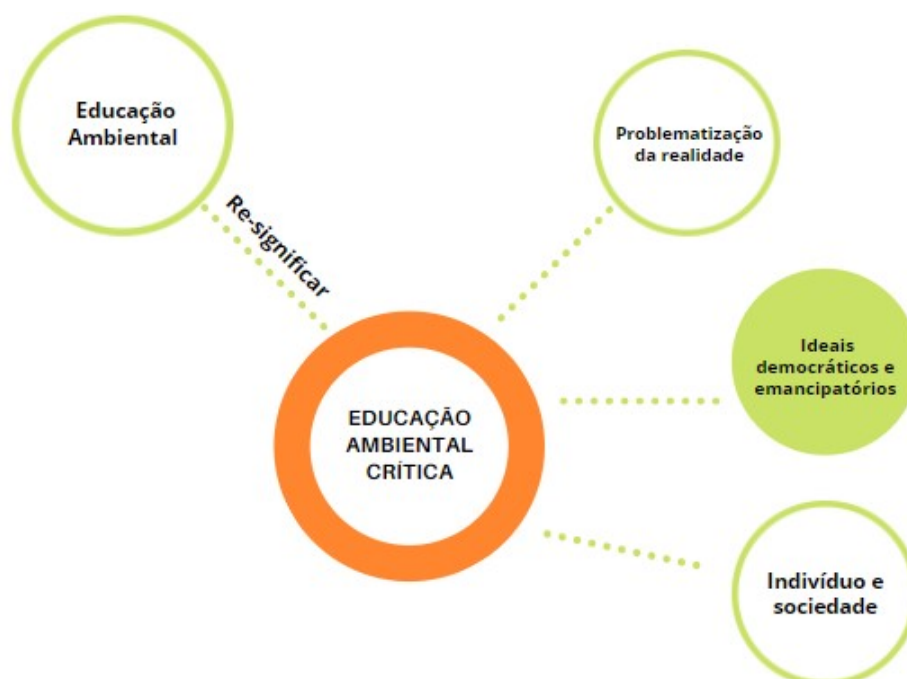 Educação
Ambiental
Re-significar
Problematização
da realidade
EDUCAÇÃO
AMBIENTAL
CRÍTICA
Ideais
democráticos e
emancipatórios
Indivíduo e
sociedade